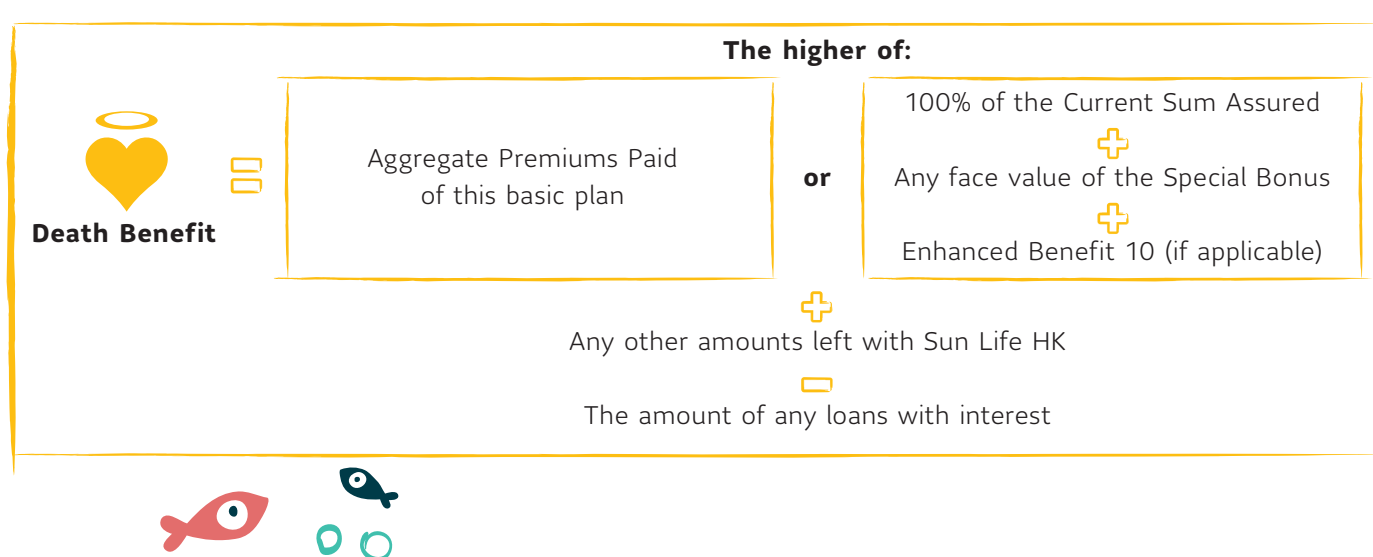 The higher of:
Death Benefit
Aggregate Premiums Paid
of this basic plan
or
100% of the Current Sum Assured
Any face value of the Special Bonus
Enhanced Benefit 10 (if applicable)
Any other amounts left with Sun Life HK
The amount of any loans with interest